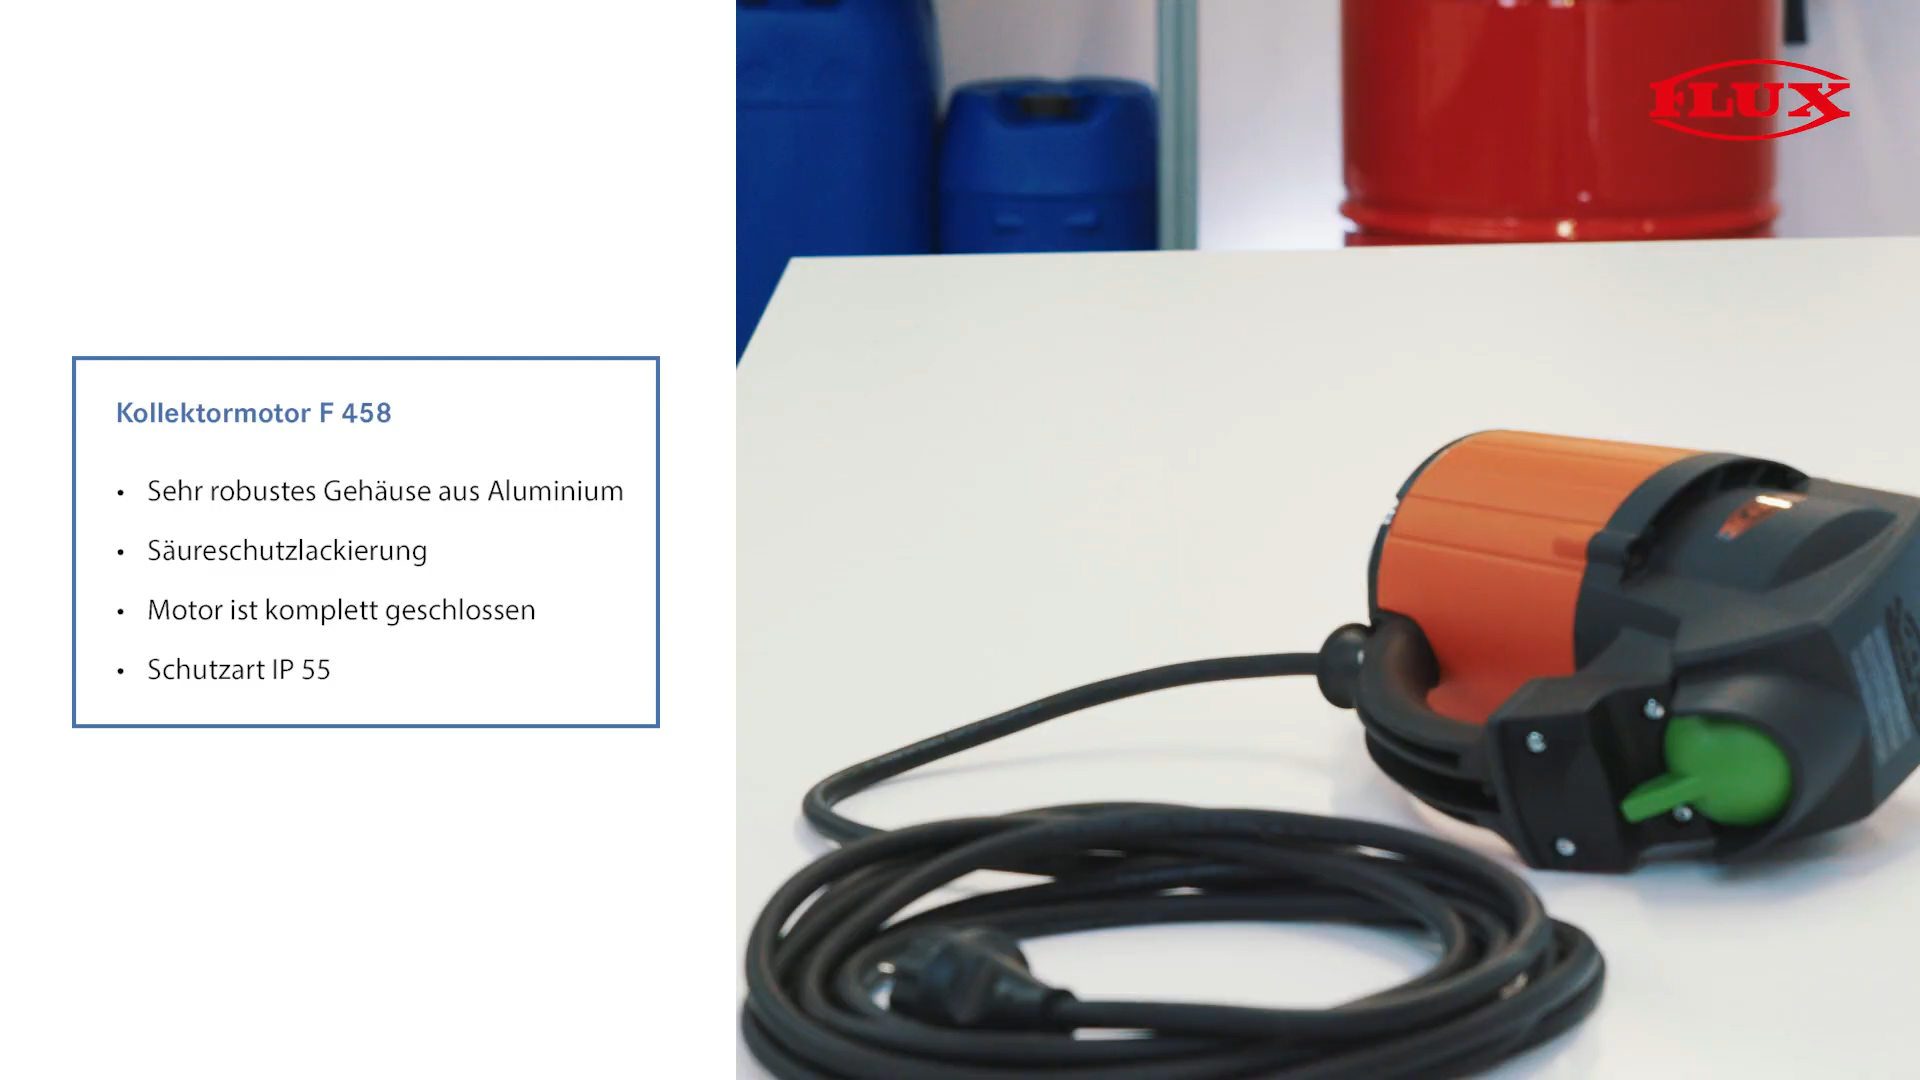 FLUX
Kollektormotor F 458
• Sehr robustes Gehäuse aus Aluminium
• Säureschutzlackierung
• Motor ist komplett geschlossen
• Schutzart IP 55